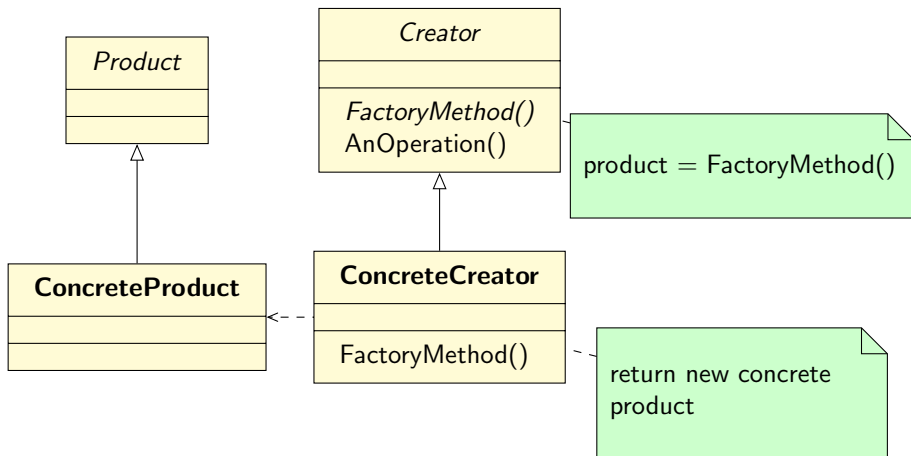 Product
Creator
FactoryMethod()
AnOperation()
product = FactoryMethod()
ConcreteProduct
ConcreteCreator
FactoryMethod()
return new concrete
product